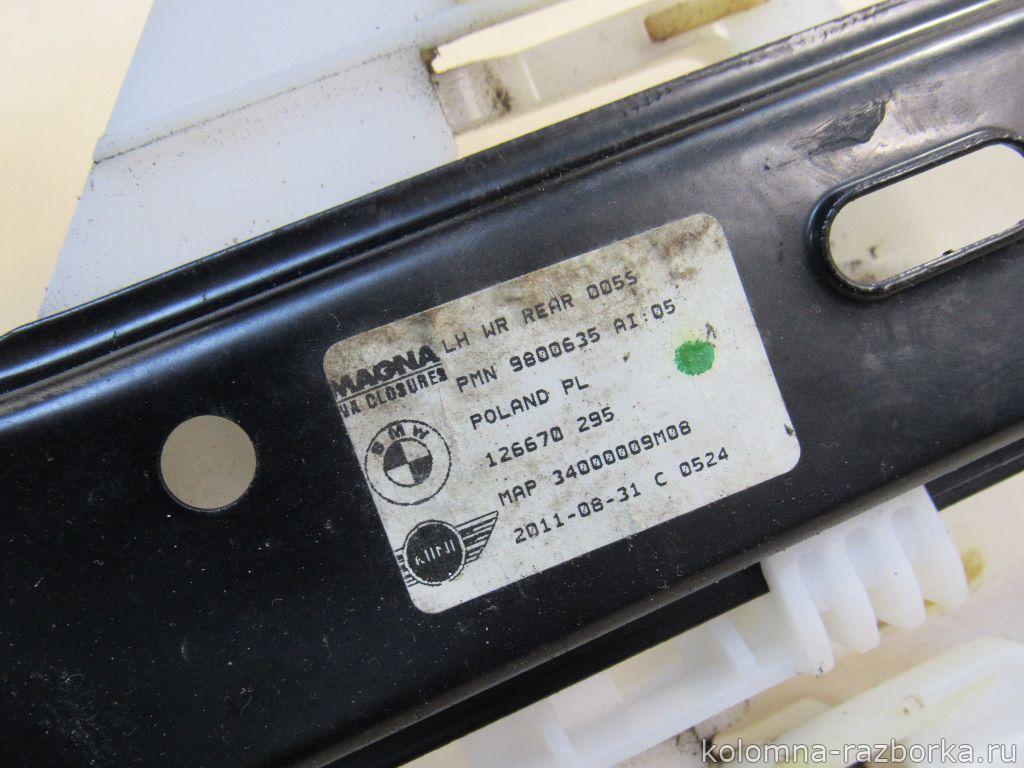 MAGNA
CLOSURES
LH WR REAR 0055
PMN 9800635 AI:05
POLAND PL
126670 295
MAP 34000009M08
2011-08-31 C 0524
BMW
MINI
kolomna-razborka.ru